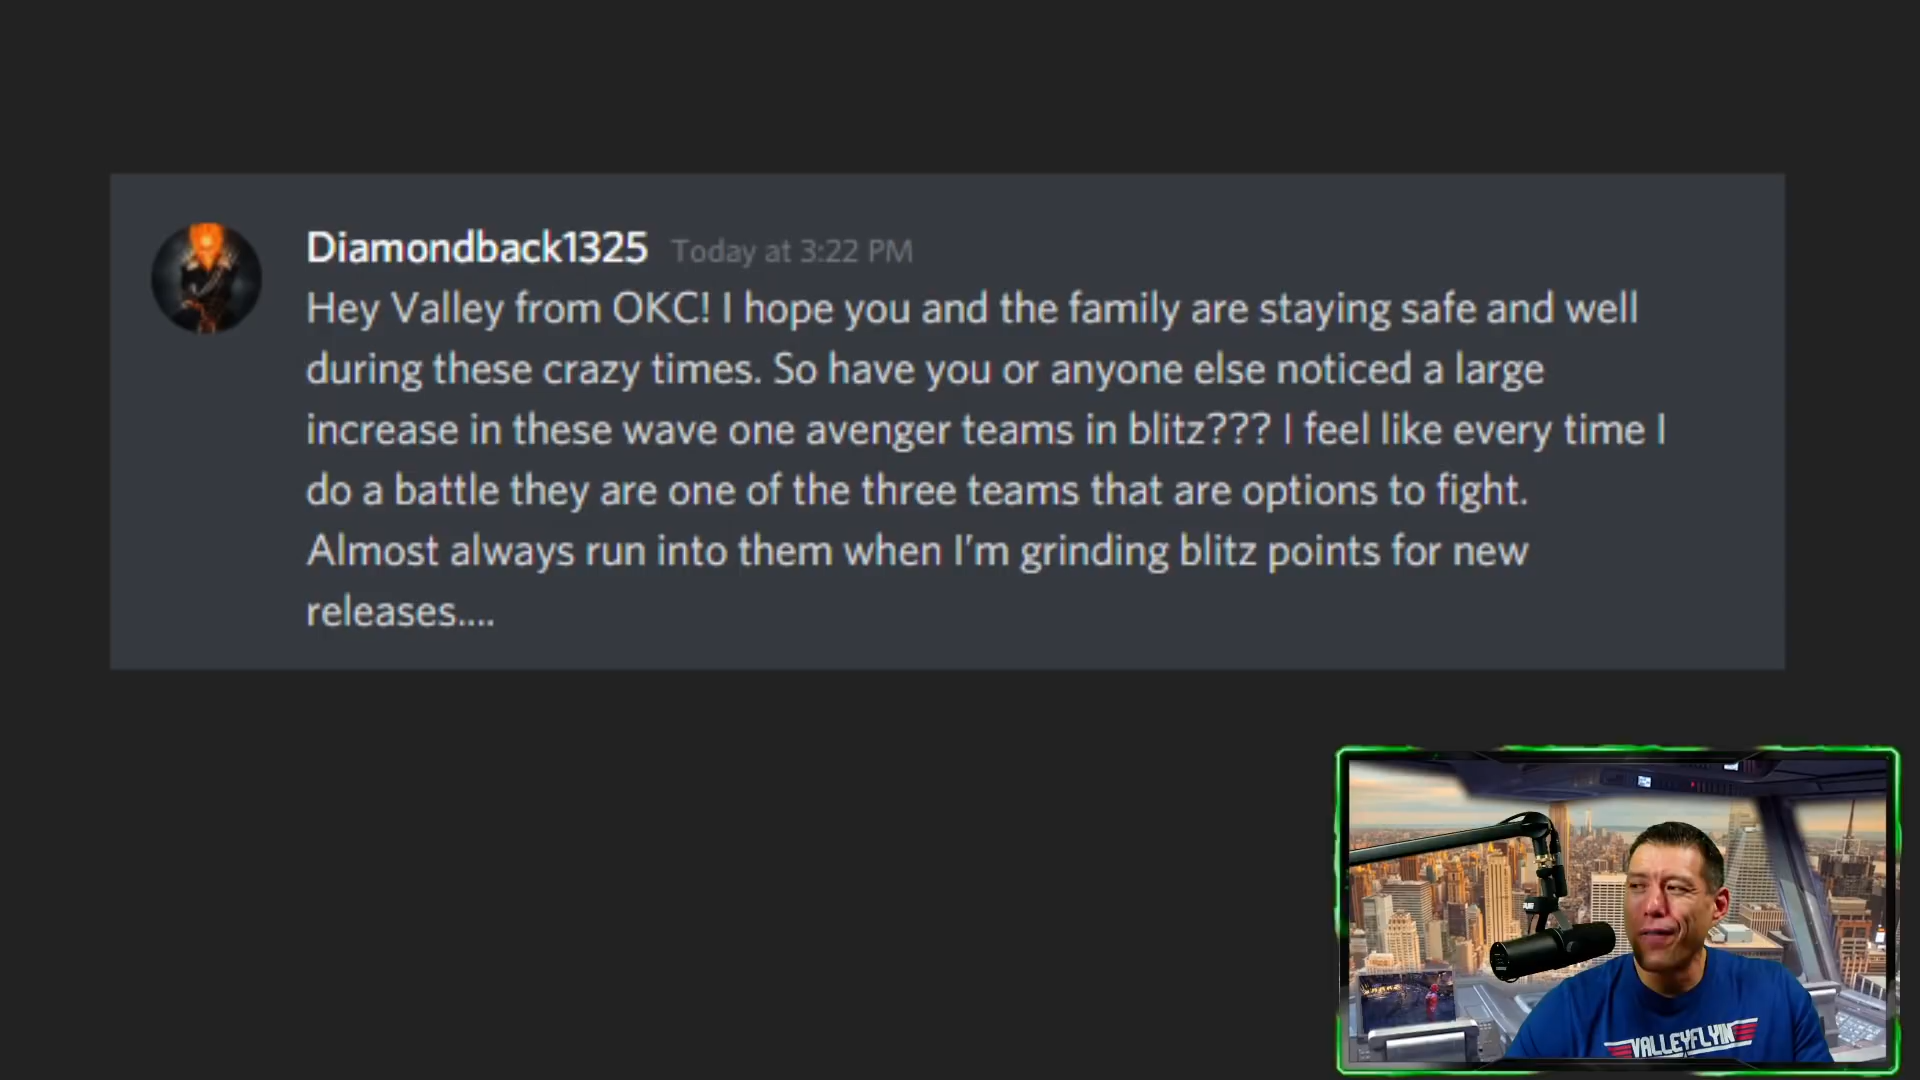 Diamondback1325 Today at 3:22 PM
Hey Valley from OKC! I hope you and the family are staying safe and well
during these crazy times. So have you or anyone else noticed a large
increase in these wave one avenger teams in blitz??? I feel like every time I
do a battle they are one of the three teams that are options to fight.
Almost always run into them when I'm grinding blitz points for new
releases....
VALLEYFLYIN